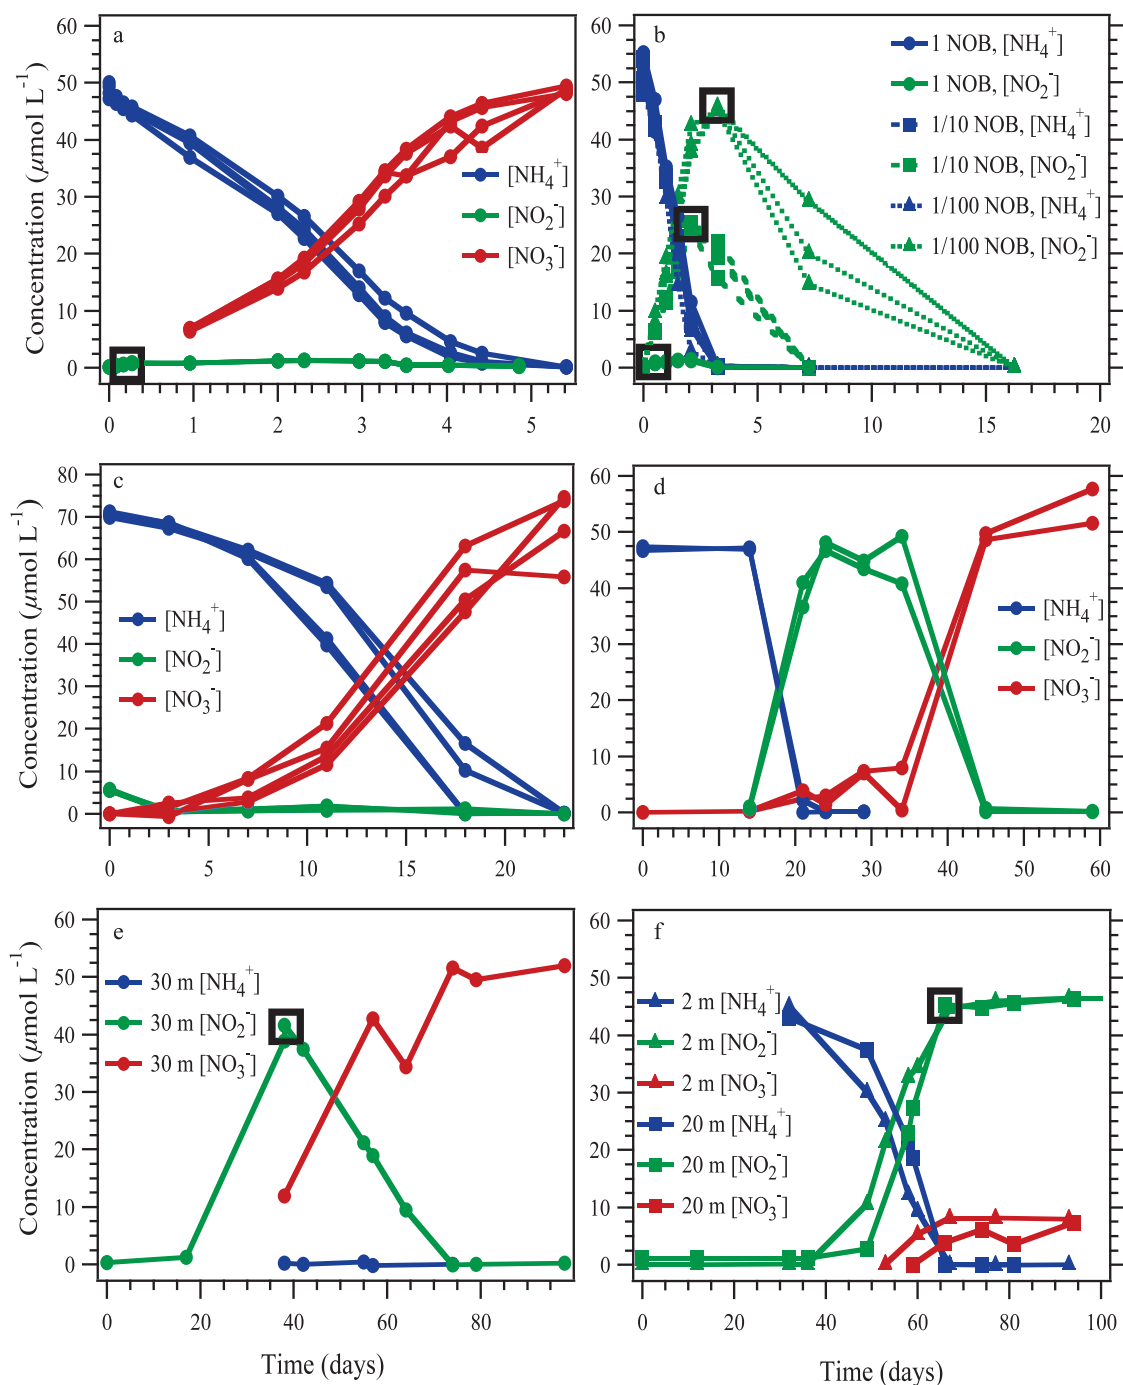 a
Concentration (μmol L⁻¹)
60
50
40
30
20
10
0
[NH₄⁺]
[NO₂⁻]
[NO₃⁻]
1
2
3
4
5
b
60
50
40
30
20
10
0
1 NOB, [NH₄⁺]
1 NOB, [NO₂⁻]
1/10 NOB, [NH₄⁺]
1/10 NOB, [NO₂⁻]
1/100 NOB, [NH₄⁺]
1/100 NOB, [NO₂⁻]
0
5
10
15
20
0
c
Concentration (μmol L⁻¹)
80
70
60
50
40
30
20
10
0
[NH₄⁺]
[NO₂⁻]
[NO₃⁻]
0
5
10
15
20
d
60
50
40
30
20
10
0
[NH₄⁺]
[NO₂⁻]
[NO₃⁻]
0
10
20
30
40
50
60
e
Concentration (μmol L⁻¹)
60
50
40
30
20
10
0
30 m [NH₄⁺]
30 m [NO₂⁻]
30 m [NO₃⁻]
0
20
40
60
80
Time (days)
f
60
50
40
30
20
10
0
2 m [NH₄⁺]
2 m [NO₂⁻]
2 m [NO₃⁻]
20 m [NH₄⁺]
20 m [NO₂⁻]
20 m [NO₃⁻]
0
20
40
60
80
100
Time (days)